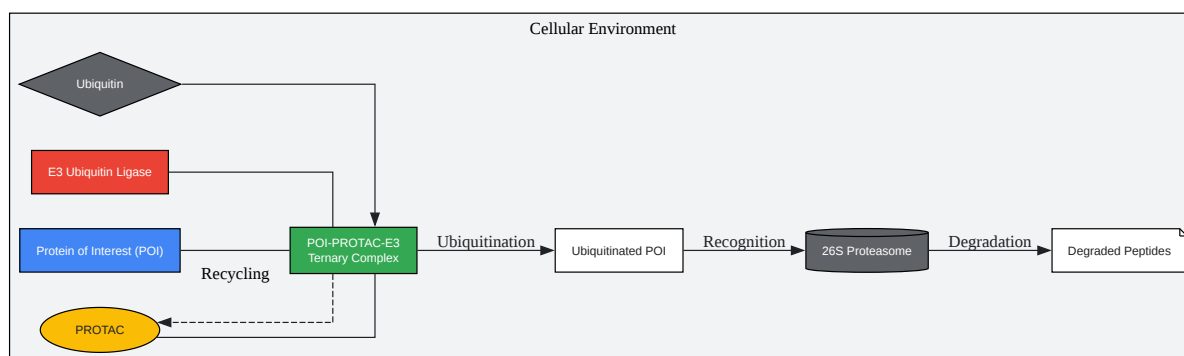 Cellular Environment
Ubiquitin
E3 Ubiquitin Ligase
Protein of Interest (POI)
Recycling
PROTAC
POI-PROTAC-E3
Ternary Complex
Ubiquitination
Ubiquitinated POI
Recognition
26S Proteasome
Degradation
Degraded Peptides